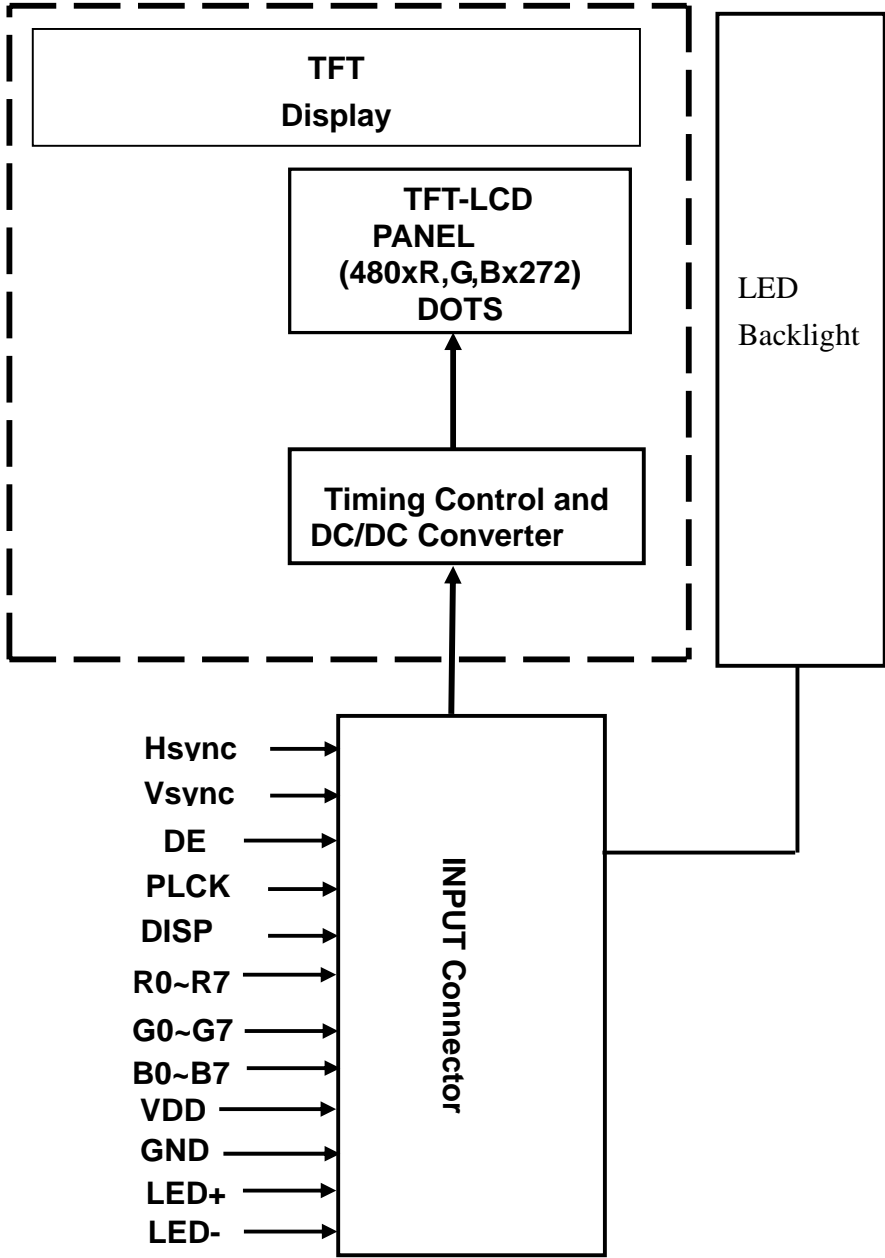 TFT
Display
TFT-LCD
PANEL
(480xR,G,Bx272)
DOTS
LED
Backlight
Timing Control and
DC/DC Converter
Hsync
Vsync
DE
PLCK
DISP
R0~R7
G0~G7
B0~B7
VDD
GND
LED+
LED-
INPUT Connector